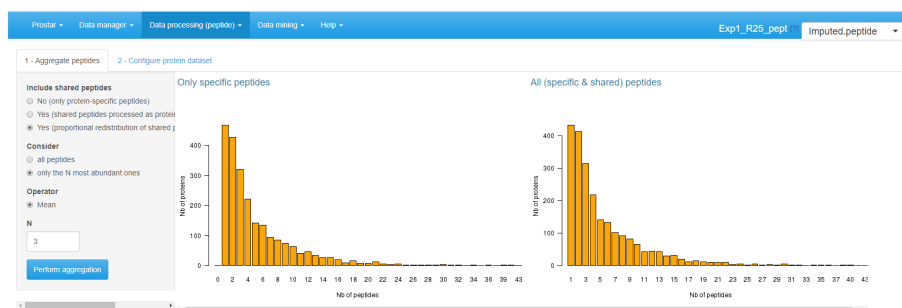 Prostar Data manager Data processing (peptide) Data mining Help Exp1_R25_pept [?] Imputed.peptide
1 - Aggregate peptides 2 - Configure protein dataset
Include shared peptides
No (only protein-specific peptides)
Yes (shared peptides processed as protei
Yes (proportional redistribution of shared p
Consider
all peptides
only the N most abundant ones
Operator
Mean
N
3
Perform aggregation
Only specific peptides
Nb of proteins
400
300
200
100
0
0 2 4 6 8 10 12 14 16 18 20 22 24 26 28 30 32 34 36 39 43
Nb of peptides
All (specific & shared) peptides
Nb of proteins
400
300
200
100
0
1 3 5 7 9 11 13 15 17 19 21 23 25 27 29 31 33 35 37 40 43
Nb of peptides